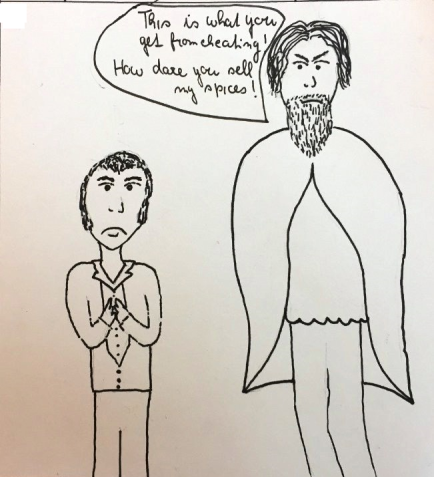 This is what you
get from cheating!
How dare you sell
my spices!